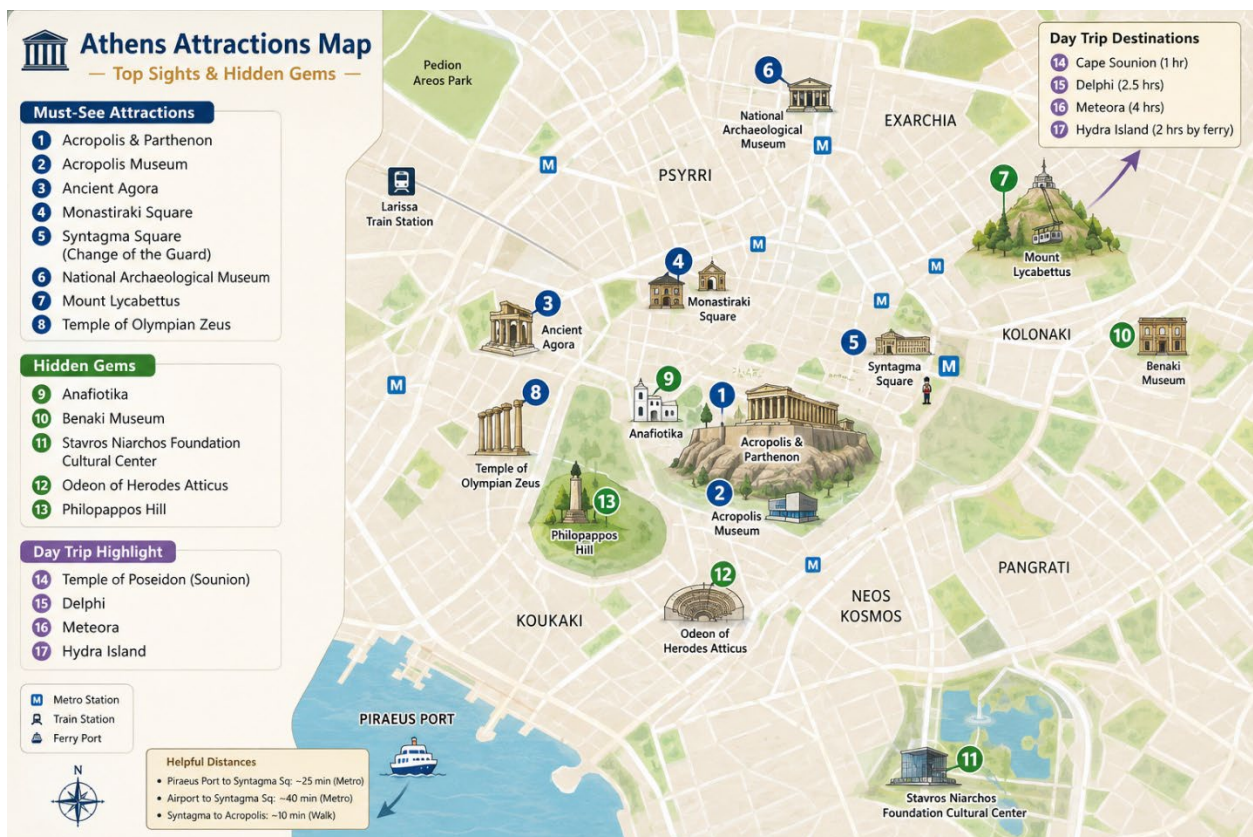 Athens Attractions Map
— Top Sights & Hidden Gems —
Must-See Attractions
1 Acropolis & Parthenon
2 Acropolis Museum
3 Ancient Agora
4 Monastiraki Square
5 Syntagma Square
(Change of the Guard)
6 National Archaeological Museum
7 Mount Lycabettus
8 Temple of Olympian Zeus
Hidden Gems
9 Anafiotika
10 Benaki Museum
11 Stavros Niarchos Foundation
Cultural Center
12 Odeon of Herodes Atticus
13 Philopappos Hill
Day Trip Highlight
14 Temple of Poseidon (Sounion)
15 Delphi
16 Meteora
17 Hydra Island
M Metro Station
Train Station
Ferry Port
N
Helpful Distances
• Piraeus Port to Syntagma Sq: ~25 min (Metro)
• Airport to Syntagma Sq: ~40 min (Metro)
• Syntagma to Acropolis: ~10 min (Walk)
Day Trip Destinations
14 Cape Sounion (1 hr)
15 Delphi (2.5 hrs)
16 Meteora (4 hrs)
17 Hydra Island (2 hrs by ferry)
Pedion
Areos Park
6
National
Archaeological
Museum
M
EXARCHIA
M
PSYRRI
Larissa
Train Station
7
Mount
Lycabettus
M
M
4
Monastiraki
Square
M
3
Ancient
Agora
5
Syntagma
Square
M
KOLONAKI
10
Benaki
Museum
M
8
Temple of
Olympian Zeus
9
Anafiotika
1
Acropolis &
Parthenon
13
Philopappos
Hill
2
Acropolis
Museum
M
12
Odeon of
Herodes Atticus
KOUKAKI
NEOS
KOSMOS
PANGRATI
PIRAEUS PORT
11
Stavros Niarchos
Foundation Cultural Center